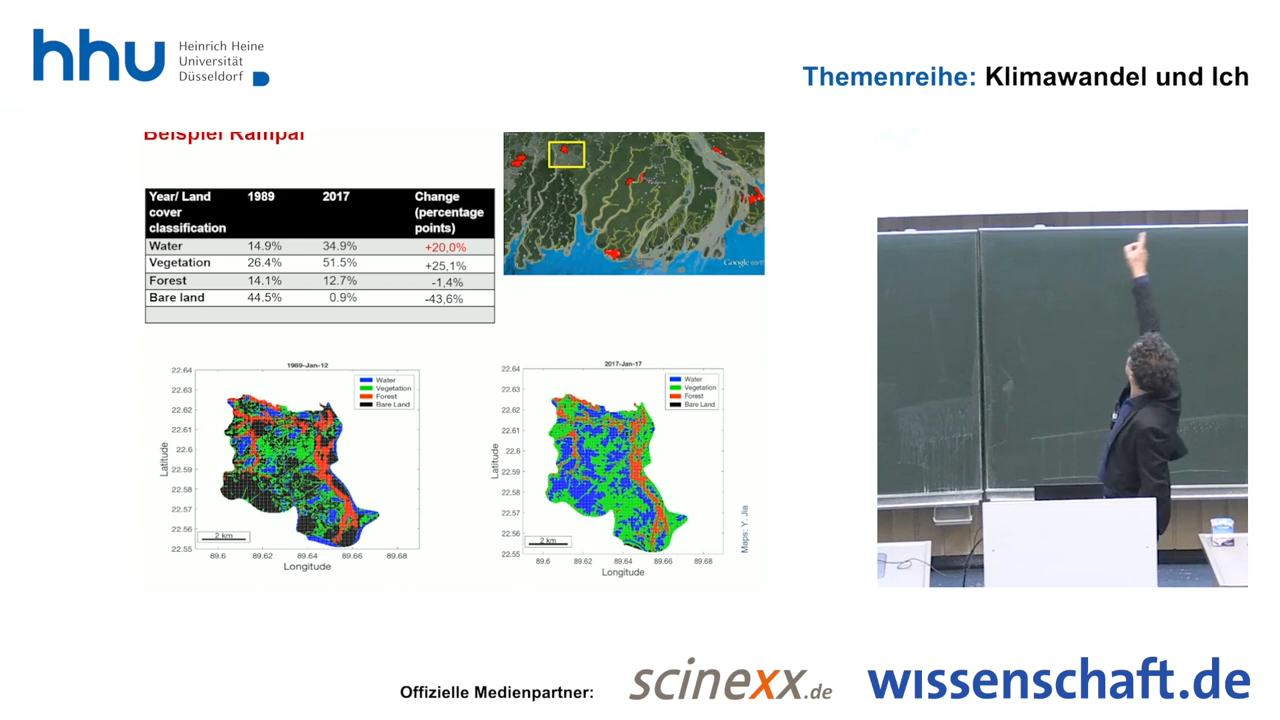 hhu Heinrich Heine
Universität
Düsseldorf
Themenreihe: Klimawandel und Ich
Beispiel Rampal
Year/ Land cover classification 1989 2017 Change (percentage points)
Water 14.9% 34.9% +20,0%
Vegetation 26.4% 51.5% +25,1%
Forest 14.1% 12.7% -1,4%
Bare land 44.5% 0.9% -43,6%
Google earth
1989-Jan-12
22.64
22.63
22.62
22.61
22.6
22.59
22.58
22.57
22.56
22.55
Latitude
Water
Vegetation
Forest
Bare Land
2 km
89.6 89.62 89.64 89.66 89.68
Longitude
2017-Jan-17
22.64
22.63
22.62
22.61
22.6
22.59
22.58
22.57
22.56
22.55
Latitude
Water
Vegetation
Forest
Bare Land
2 km
89.6 89.62 89.64 89.66 89.68
Longitude
Maps: Y. Jia
Offizielle Medienpartner: scinexx.de wissenschaft.de